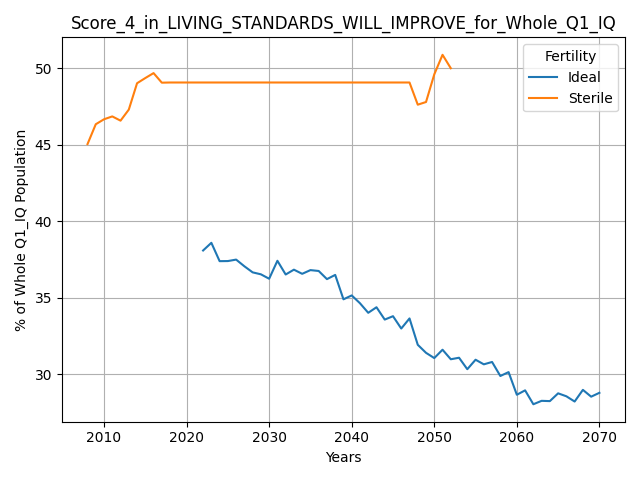 Score_4_in_LIVING_STANDARDS_WILL_IMPROVE_for_Whole_Q1_IQ
Fertility
Ideal
Sterile
% of Whole Q1_IQ Population
50
45
40
35
30
2010
2020
2030
2040
2050
2060
2070
Years